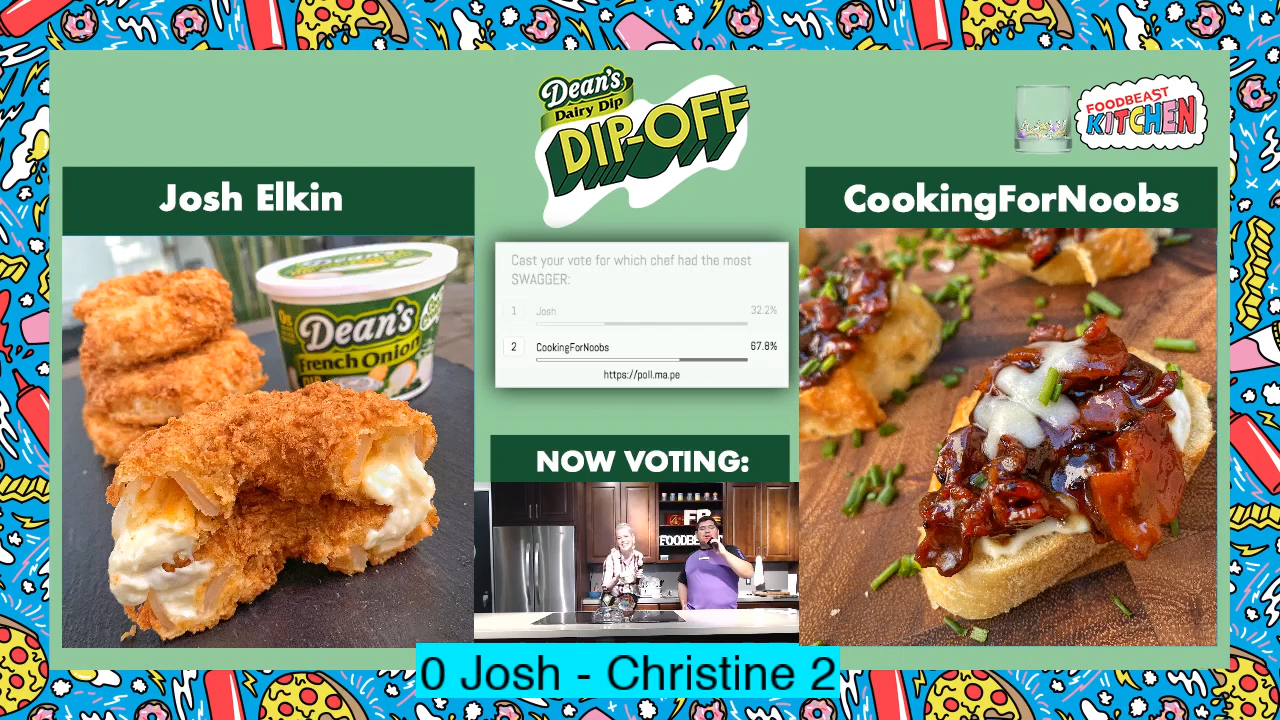 Dean's
Dairy Dip
DIP-OFF
FOODBEAST
KITCHEN
Josh Elkin
CookingForNoobs
Cast your vote for which chef had the most
SWAGGER:
1 Josh 32.2%
2 CookingForNoobs 67.8%
https://poll.ma.pe
Dean's
French Onion
NOW VOTING:
FB
FOODBEAST
0 Josh - Christine 2